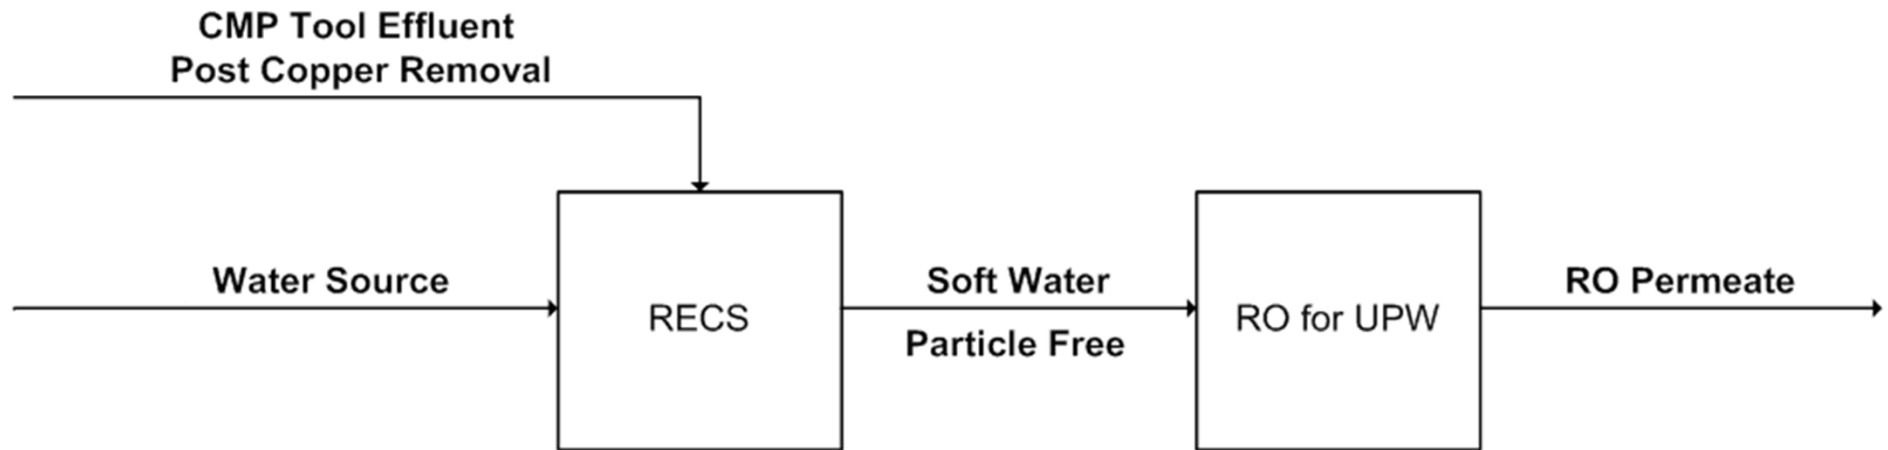 CMP Tool Effluent
Post Copper Removal
Water Source
RECS
Soft Water
Particle Free
RO for UPW
RO Permeate